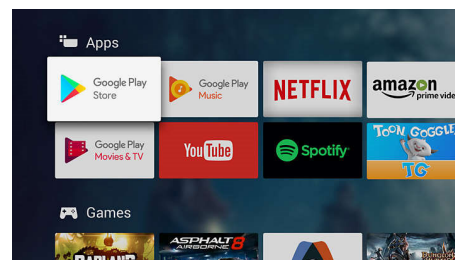 Apps
Google Play
Store
Google Play
Music
NETFLIX
amazon
prime vide
Google Play
Movies & TV
YouTube
Spotify
TOON GOGGLE
TG
Games
BADLAND
ASPHALT 8
AIRBORNE